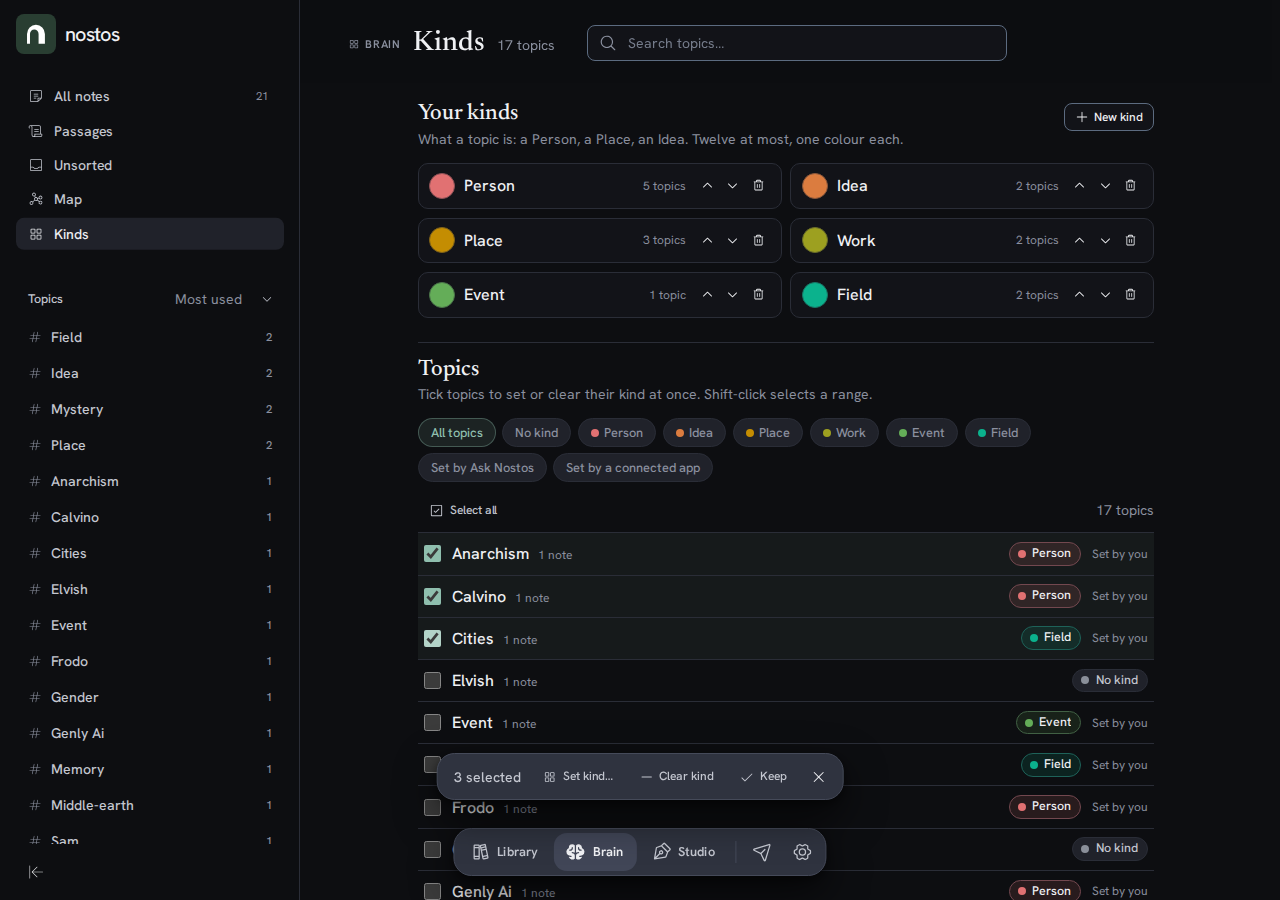 nostos
All notes 21
Passages
Unsorted
Map
Kinds
Topics Most used
# Field 2
# Idea 2
# Mystery 2
# Place 2
# Anarchism 1
# Calvino 1
# Cities 1
# Elvish 1
# Event 1
# Frodo 1
# Gender 1
# Genly Ai 1
# Memory 1
# Middle-earth 1
# Sam 1
BRAIN Kinds 17 topics
Search topics...
Your kinds
New kind
What a topic is: a Person, a Place, an Idea. Twelve at most, one colour each.
Person 5 topics
Idea 2 topics
Place 3 topics
Work 2 topics
Event 1 topic
Field 2 topics
Topics
Tick topics to set or clear their kind at once. Shift-click selects a range.
All topics No kind Person Idea Place Work Event Field
Set by Ask Nostos Set by a connected app
Select all 17 topics
Anarchism 1 note Person Set by you
Calvino 1 note Person Set by you
Cities 1 note Field Set by you
Elvish 1 note No kind
Event 1 note Event Set by you
Field Set by you
3 selected Set kind... Clear kind Keep
Frodo 1 note Person Set by you
No kind
Library Brain Studio
Genly Ai 1 note Person Set by you